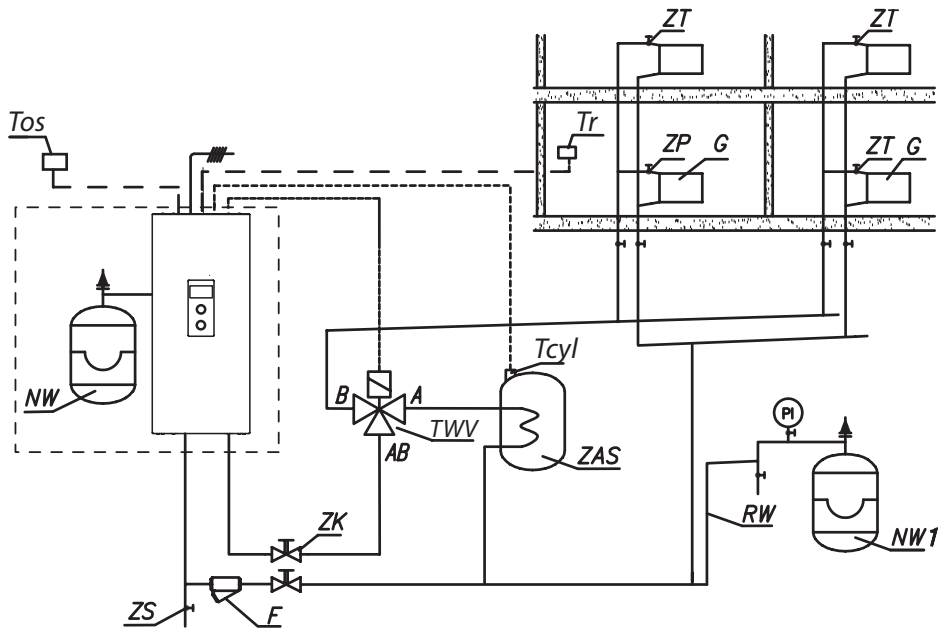 ZT ZT
Tos Tr
ZP G ZT G
Tcyl
NW B A
TWV
AB ZAS
PI
ZK RW
NW1
ZS F